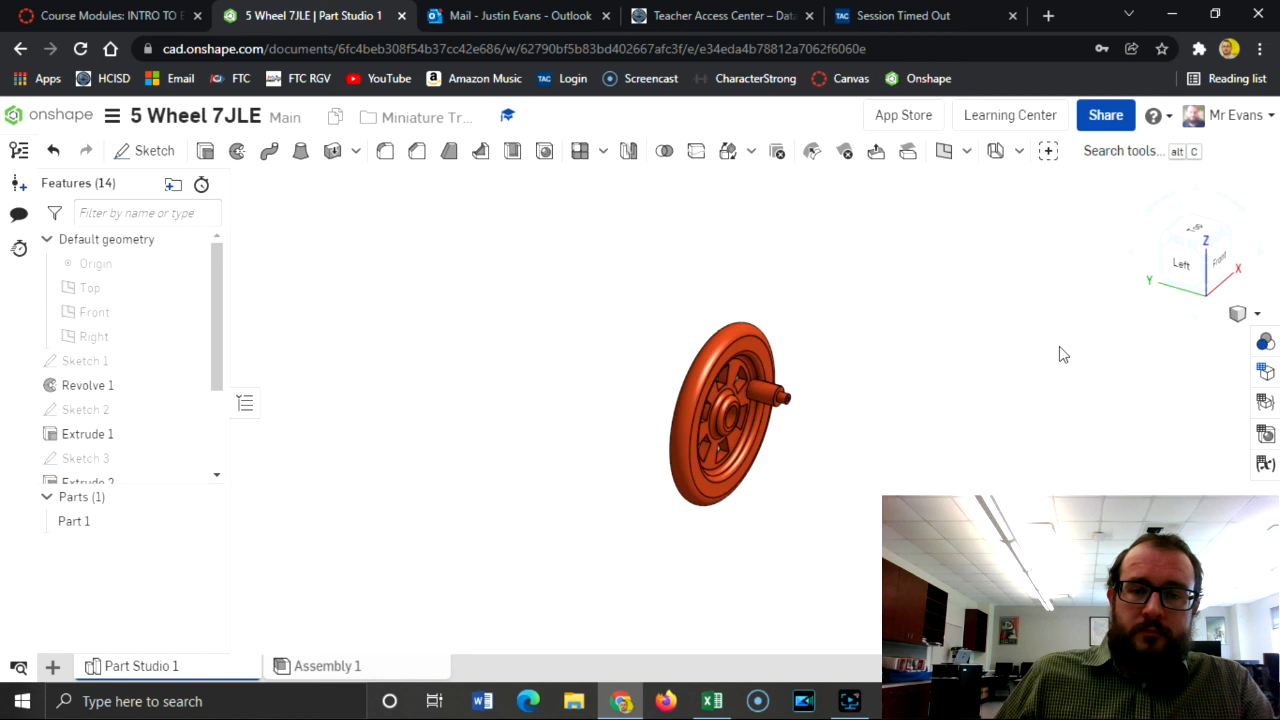 Course Modules: INTRO TO E
5 Wheel 7JLE | Part Studio 1
Mail - Justin Evans - Outlook
Teacher Access Center – Dat
TAC Session Timed Out
cad.onshape.com/documents/6fc4beb308f54b37cc42e686/w/62790bf5b83bd402667afc3f/e/e34eda4b78812a7062f6060e
Apps HCISD Email FTC FTC RGV YouTube Amazon Music TAC Login Screencast CharacterStrong Canvas Onshape Reading list
onshape 5 Wheel 7JLE Main Miniature Tr... App Store Learning Center Share Mr Evans
Sketch Search tools... alt C
Features (14)
Filter by name or type
Default geometry
Origin
Top
Front
Right
Sketch 1
Revolve 1
Sketch 2
Extrude 1
Sketch 3
Extrude 2
Parts (1)
Part 1
Z
Left Front
X
Y
Part Studio 1 Assembly 1
Type here to search